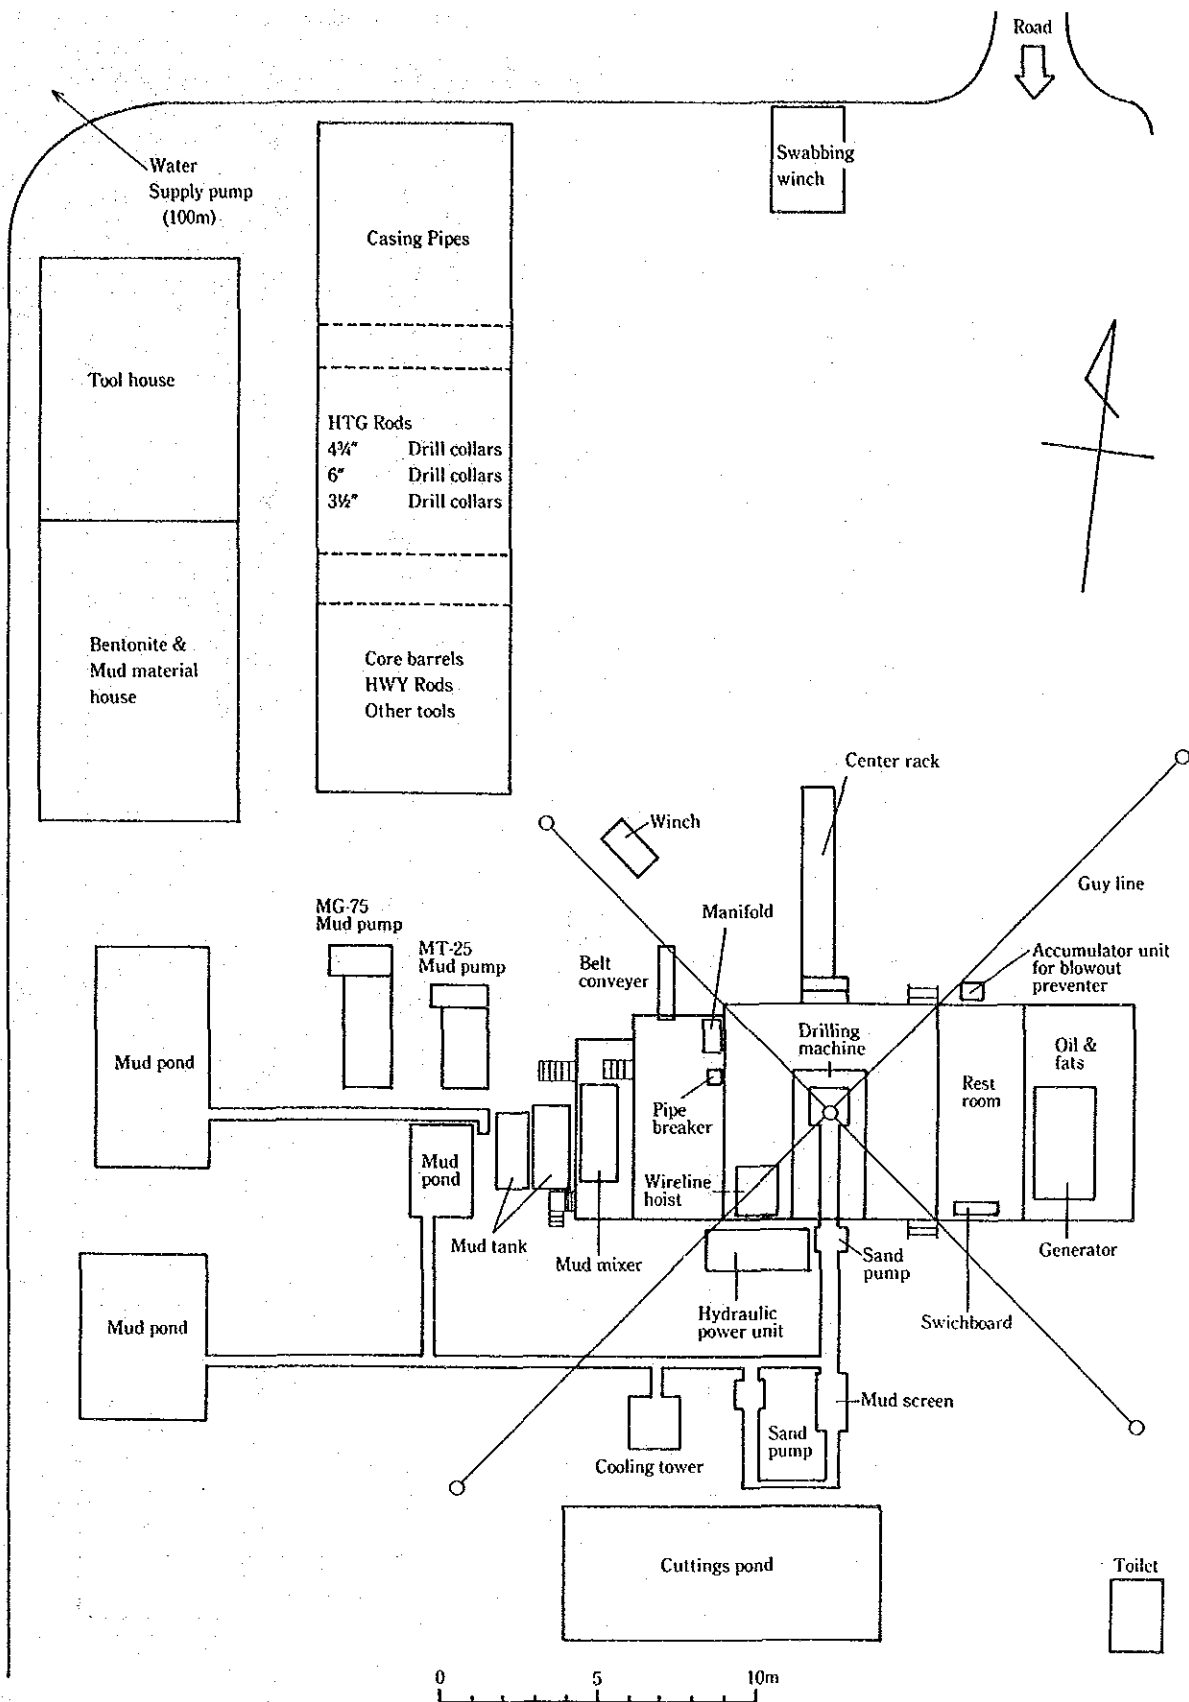 Road
Water
Supply pump
(100m)
Swabbing
winch
Casing Pipes
Tool house
HTG Rods
4¾" Drill collars
6" Drill collars
3½" Drill collars
Bentonite &
Mud material
house
Core barrels
HWY Rods
Other tools
Center rack
Winch
Guy line
MG-75
Mud pump
MT-25
Mud pump
Manifold
Belt
conveyer
Accumulator unit
for blowout
preventer
Drilling
machine
Oil &
fats
Mud pond
Rest
room
Pipe
breaker
Mud
pond
Wireline
hoist
Mud tank
Mud mixer
Sand
pump
Generator
Hydraulic
power unit
Swichboard
Mud pond
Mud screen
Sand
pump
Cooling tower
Cuttings pond
Toilet
0 5 10m